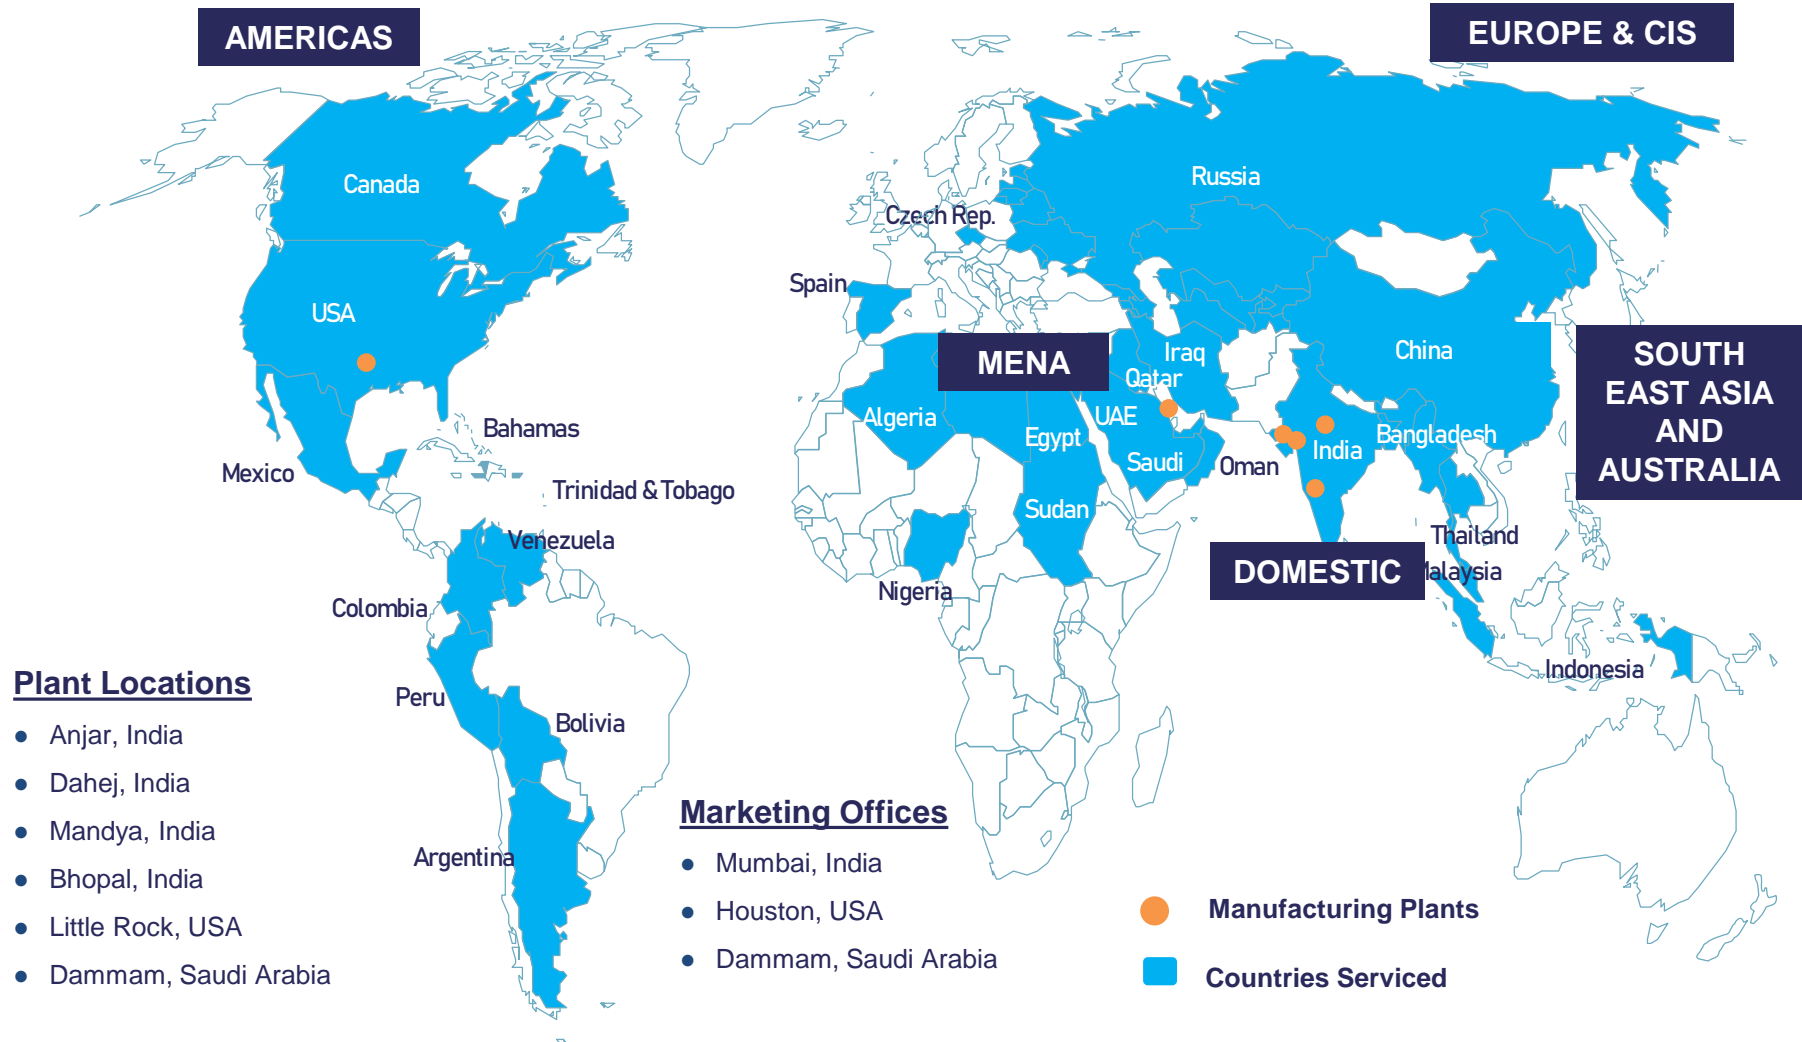 AMERICAS
EUROPE & CIS
Canada
Russia
Czech Rep.
Spain
USA
MENA
Iraq
China
SOUTH
EAST ASIA
AND
AUSTRALIA
Qatar
Algeria
UAE
Egypt
Bahamas
Bangladesh
India
Mexico
Saudi
Oman
Trinidad & Tobago
Sudan
Venezuela
Thailand
DOMESTIC
Malaysia
Nigeria
Colombia
Indonesia
Peru
Bolivia
Argentina
Plant Locations
● Anjar, India
● Dahej, India
● Mandya, India
● Bhopal, India
● Little Rock, USA
● Dammam, Saudi Arabia
Marketing Offices
● Mumbai, India
● Houston, USA
● Dammam, Saudi Arabia
Manufacturing Plants
Countries Serviced